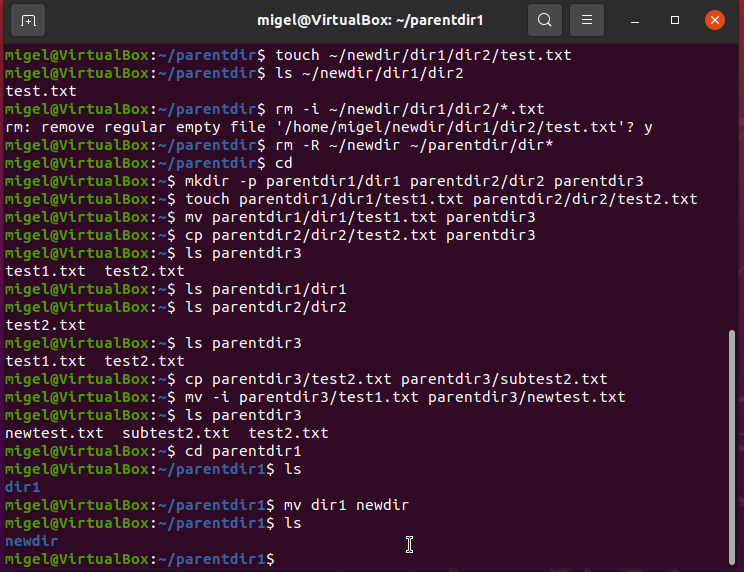 migel@VirtualBox: ~/parentdir1
migel@VirtualBox:~/parentdir$ touch ~/newdir/dir1/dir2/test.txt
migel@VirtualBox:~/parentdir$ ls ~/newdir/dir1/dir2
test.txt
migel@VirtualBox:~/parentdir$ rm -i ~/newdir/dir1/dir2/*.txt
rm: remove regular empty file '/home/migel/newdir/dir1/dir2/test.txt'? y
migel@VirtualBox:~/parentdir$ rm -R ~/newdir ~/parentdir/dir*
migel@VirtualBox:~/parentdir$ cd
migel@VirtualBox:~$ mkdir -p parentdir1/dir1 parentdir2/dir2 parentdir3
migel@VirtualBox:~$ touch parentdir1/dir1/test1.txt parentdir2/dir2/test2.txt
migel@VirtualBox:~$ mv parentdir1/dir1/test1.txt parentdir3
migel@VirtualBox:~$ cp parentdir2/dir2/test2.txt parentdir3
migel@VirtualBox:~$ ls parentdir3
test1.txt  test2.txt
migel@VirtualBox:~$ ls parentdir1/dir1
migel@VirtualBox:~$ ls parentdir2/dir2
test2.txt
migel@VirtualBox:~$ ls parentdir3
test1.txt  test2.txt
migel@VirtualBox:~$ cp parentdir3/test2.txt parentdir3/subtest2.txt
migel@VirtualBox:~$ mv -i parentdir3/test1.txt parentdir3/newtest.txt
migel@VirtualBox:~$ ls parentdir3
newtest.txt  subtest2.txt  test2.txt
migel@VirtualBox:~$ cd parentdir1
migel@VirtualBox:~/parentdir1$ ls
dir1
migel@VirtualBox:~/parentdir1$ mv dir1 newdir
migel@VirtualBox:~/parentdir1$ ls
newdir
migel@VirtualBox:~/parentdir1$